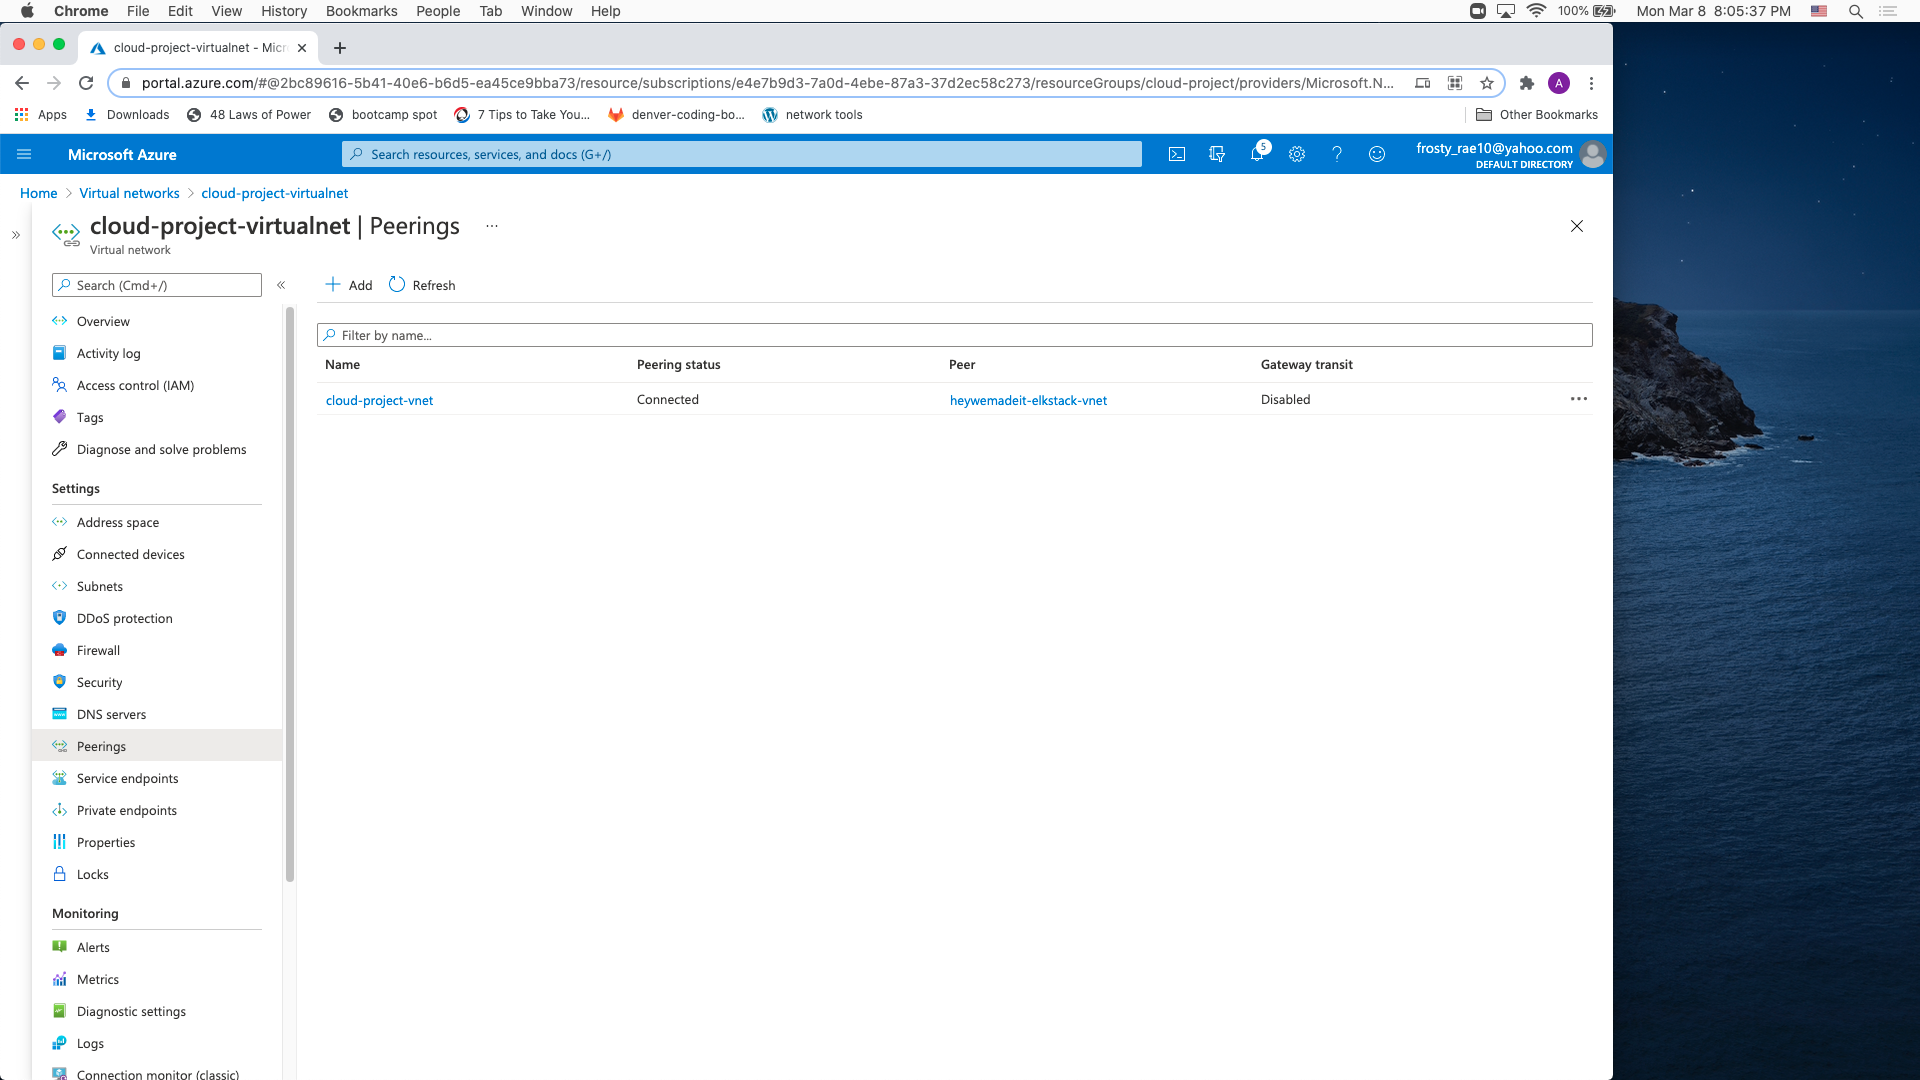 Chrome File Edit View History Bookmarks People Tab Window Help 100% Mon Mar 8 8:05:37 PM
cloud-project-virtualnet - Micr
portal.azure.com/#@2bc89616-5b41-40e6-b6d5-ea45ce9bba73/resource/subscriptions/e4e7b9d3-7a0d-4ebe-87a3-37d2ec58c273/resourceGroups/cloud-project/providers/Microsoft.N... A
Apps Downloads 48 Laws of Power bootcamp spot 7 Tips to Take You... denver-coding-bo... network tools Other Bookmarks
Microsoft Azure Search resources, services, and docs (G+/) 5 frosty_rae10@yahoo.com
DEFAULT DIRECTORY
Home > Virtual networks > cloud-project-virtualnet
cloud-project-virtualnet | Peerings ...
Virtual network
Search (Cmd+/)
Add Refresh
Overview
Activity log
Access control (IAM)
Tags
Diagnose and solve problems
Settings
Address space
Connected devices
Subnets
DDoS protection
Firewall
Security
DNS servers
Peerings
Service endpoints
Private endpoints
Properties
Locks
Monitoring
Alerts
Metrics
Diagnostic settings
Logs
Connection monitor (classic)
Filter by name...
Name Peering status Peer Gateway transit
cloud-project-vnet Connected heywemadeit-elkstack-vnet Disabled ...